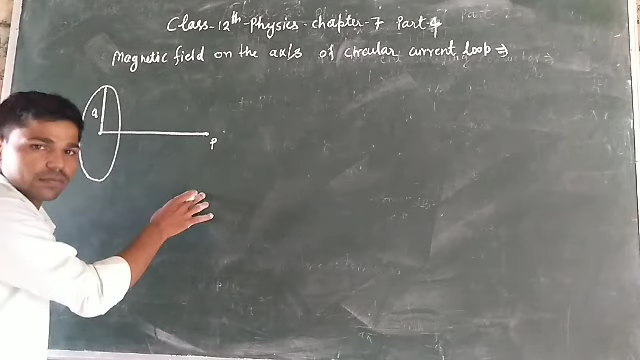 Class-12th-Physics-chapter-7 Part-4
Magnetic field on the axis of circular current loop ⇒
a
P